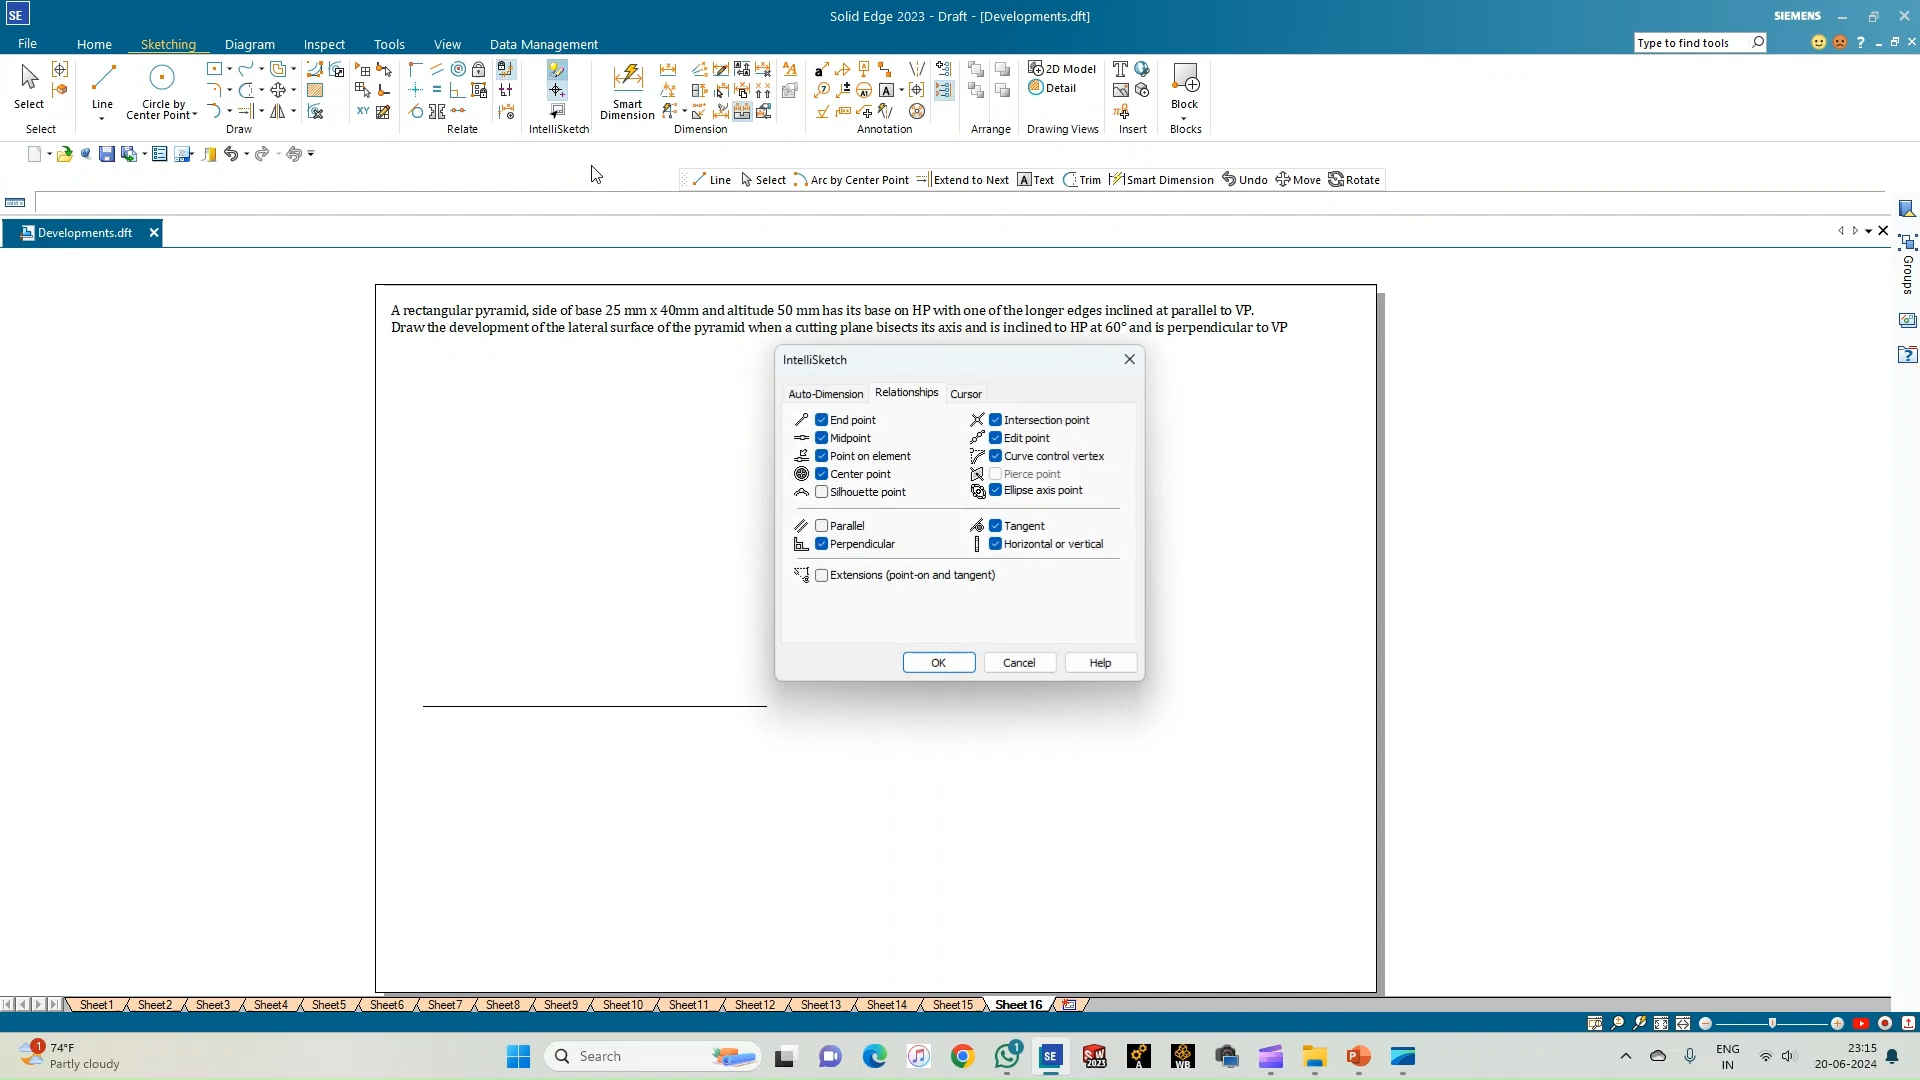 SE
Solid Edge 2023 - Draft - [Developments.dft]
SIEMENS
File
Home
Sketching
Diagram
Inspect
Tools
View
Data Management
Type to find tools
Select
Line
Circle by
Center Point
Smart
Dimension
2D Model
Detail
Block
Select
Draw
Relate
IntelliSketch
Dimension
Annotation
Arrange
Drawing Views
Insert
Blocks
Line
Select
Arc by Center Point
Extend to Next
Text
Trim
Smart Dimension
Undo
Move
Rotate
Developments.dft
Groups
A rectangular pyramid, side of base 25 mm x 40mm and altitude 50 mm has its base on HP with one of the longer edges inclined at parallel to VP.
Draw the development of the lateral surface of the pyramid when a cutting plane bisects its axis and is inclined to HP at 60° and is perpendicular to VP
IntelliSketch
Auto-Dimension
Relationships
Cursor
End point
Intersection point
Midpoint
Edit point
Point on element
Curve control vertex
Center point
Pierce point
Silhouette point
Ellipse axis point
Parallel
Tangent
Perpendicular
Horizontal or vertical
Extensions (point-on and tangent)
OK
Cancel
Help
Sheet1
Sheet2
Sheet3
Sheet4
Sheet5
Sheet6
Sheet7
Sheet8
Sheet9
Sheet10
Sheet11
Sheet12
Sheet13
Sheet14
Sheet15
Sheet16
1
74°F
Partly cloudy
Search
1
SE
2023
A
WB
ENG
IN
23:15
20-06-2024